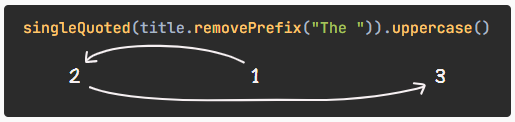 singleQuoted(title.removePrefix("The ")).uppercase()
2 1 3